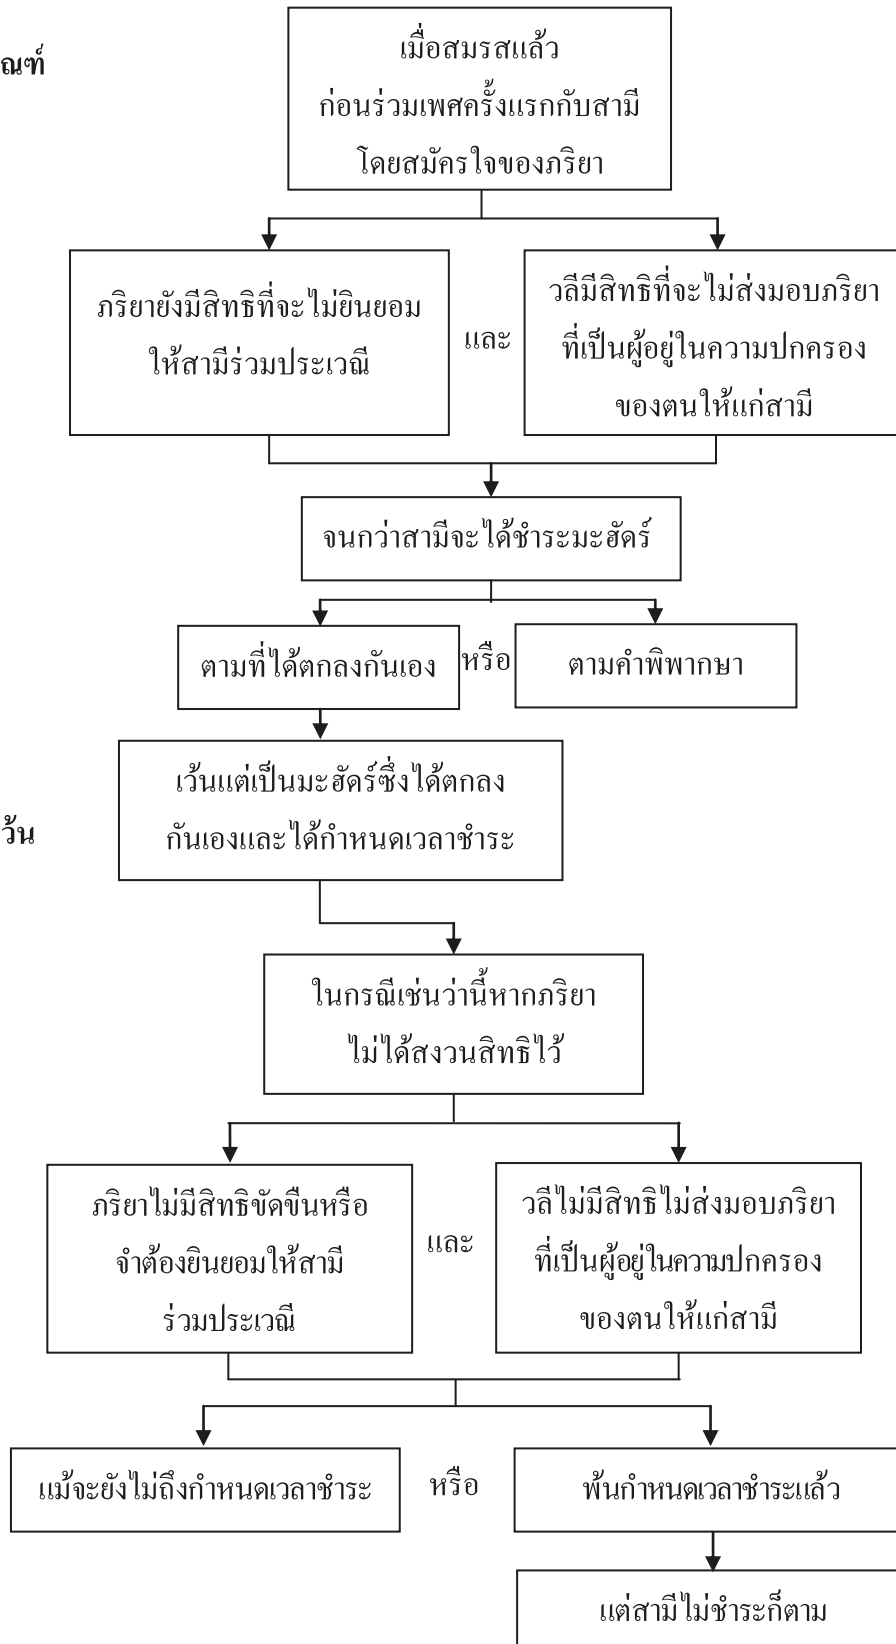 ณฑ์
เมื่อสมรสแล้ว
ก่อนร่วมเพศครั้งแรกกับสามี
โดยสมัครใจของภริยา
ภริยายังมีสิทธิที่จะไม่ยินยอม
ให้สามีร่วมประเวณี
และ
วลีมีสิทธิที่จะไม่ส่งมอบภริยา
ที่เป็นผู้อยู่ในความปกครอง
ของตนให้แก่สามี
จนกว่าสามีจะได้ชำระมะฮัดร์
ตามที่ได้ตกลงกันเอง
หรือ
ตามคำพิพากษา
เว้นแต่เป็นมะฮัดร์ซึ่งได้ตกลง
กันเองและได้กำหนดเวลาชำระ
ว้น
ในกรณีเช่นว่านี้หากภริยา
ไม่ได้สงวนสิทธิไว้
ภริยาไม่มีสิทธิขัดขืนหรือ
จำต้องยินยอมให้สามี
ร่วมประเวณี
และ
วลีไม่มีสิทธิไม่ส่งมอบภริยา
ที่เป็นผู้อยู่ในความปกครอง
ของตนให้แก่สามี
แม้จะยังไม่ถึงกำหนดเวลาชำระ
หรือ
พ้นกำหนดเวลาชำระแล้ว
แต่สามีไม่ชำระก็ตาม